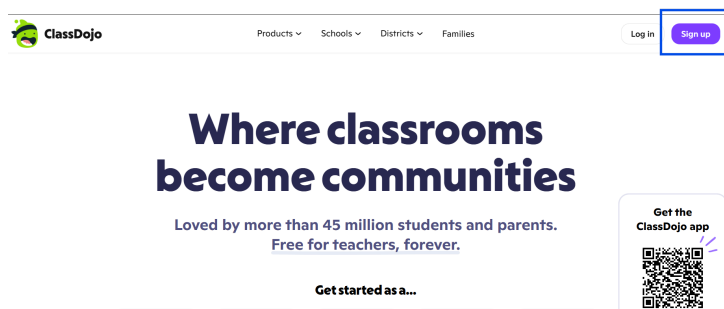 ClassDojo
Products
Schools
Districts
Families
Log in
Sign up
Where classrooms
become communities
Loved by more than 45 million students and parents.
Free for teachers, forever.
Get started as a...
Get the
ClassDojo app